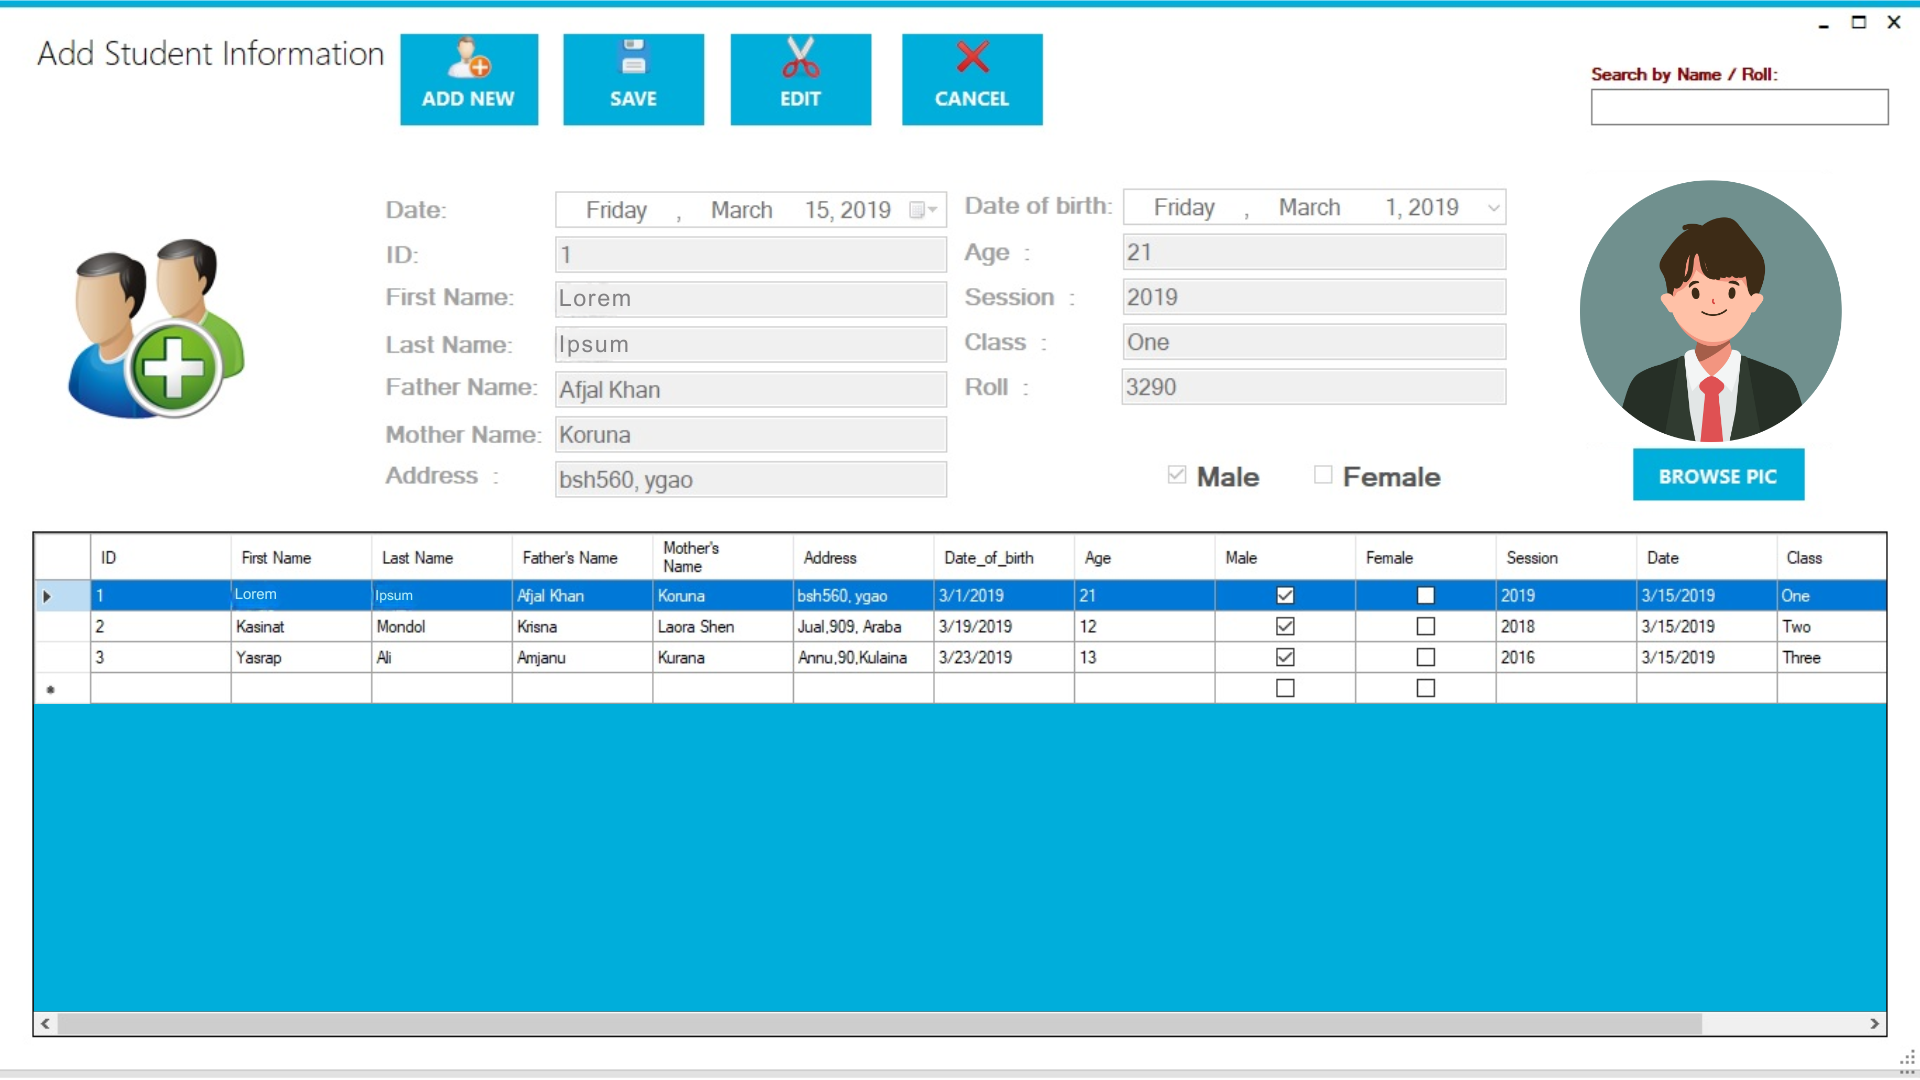 Add Student Information
ADD NEW
SAVE
EDIT
CANCEL
Search by Name / Roll:
Date: Friday , March 15, 2019
ID: 1
First Name: Lorem
Last Name: Ipsum
Father Name: Afjal Khan
Mother Name: Koruna
Address : bsh560, ygao
Date of birth: Friday , March 1, 2019
Age : 21
Session : 2019
Class : One
Roll : 3290
Male Female
BROWSE PIC
ID First Name Last Name Father's Name Mother's Name Address Date_of_birth Age Male Female Session Date Class
1 Lorem Ipsum Afjal Khan Koruna bsh560, ygao 3/1/2019 21 2019 3/15/2019 One
2 Kasinat Mondol Krisna Laora Shen Jual,909, Araba 3/19/2019 12 2018 3/15/2019 Two
3 Yasrap Ali Amjanu Kurana Annu,90,Kulaina 3/23/2019 13 2016 3/15/2019 Three